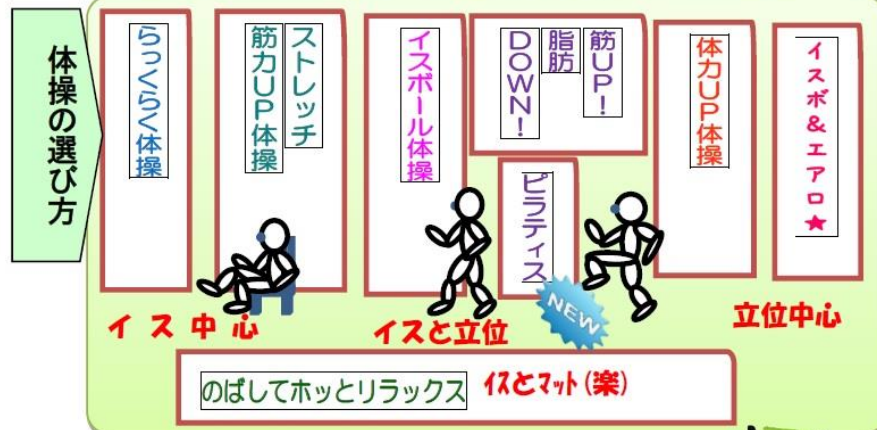 体操の選び方
らっくらく体操
ストレッチ
筋力UP体操
イスボール体操
筋UP!
脂肪
DOWN!
ピラティス
体力UP体操
イスボ&エアロ★
NEW
イス中心
イスと立位
立位中心
のばしてホッとリラックス
イスとマット(楽)